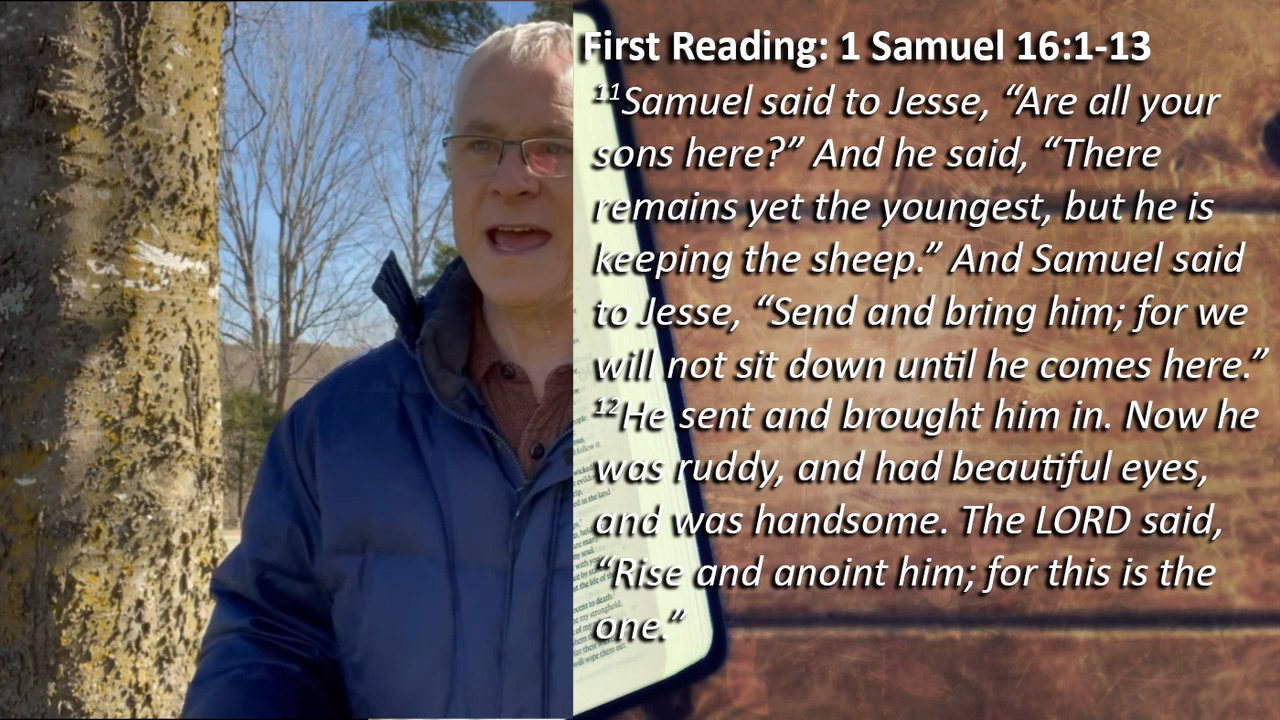 First Reading: 1 Samuel 16:1-13
¹¹Samuel said to Jesse, “Are all your
sons here?” And he said, “There
remains yet the youngest, but he is
keeping the sheep.” And Samuel said
to Jesse, “Send and bring him; for we
will not sit down until he comes here.”
¹²He sent and brought him in. Now he
was ruddy, and had beautiful eyes,
and was handsome. The LORD said,
“Rise and anoint him; for this is the
one.”